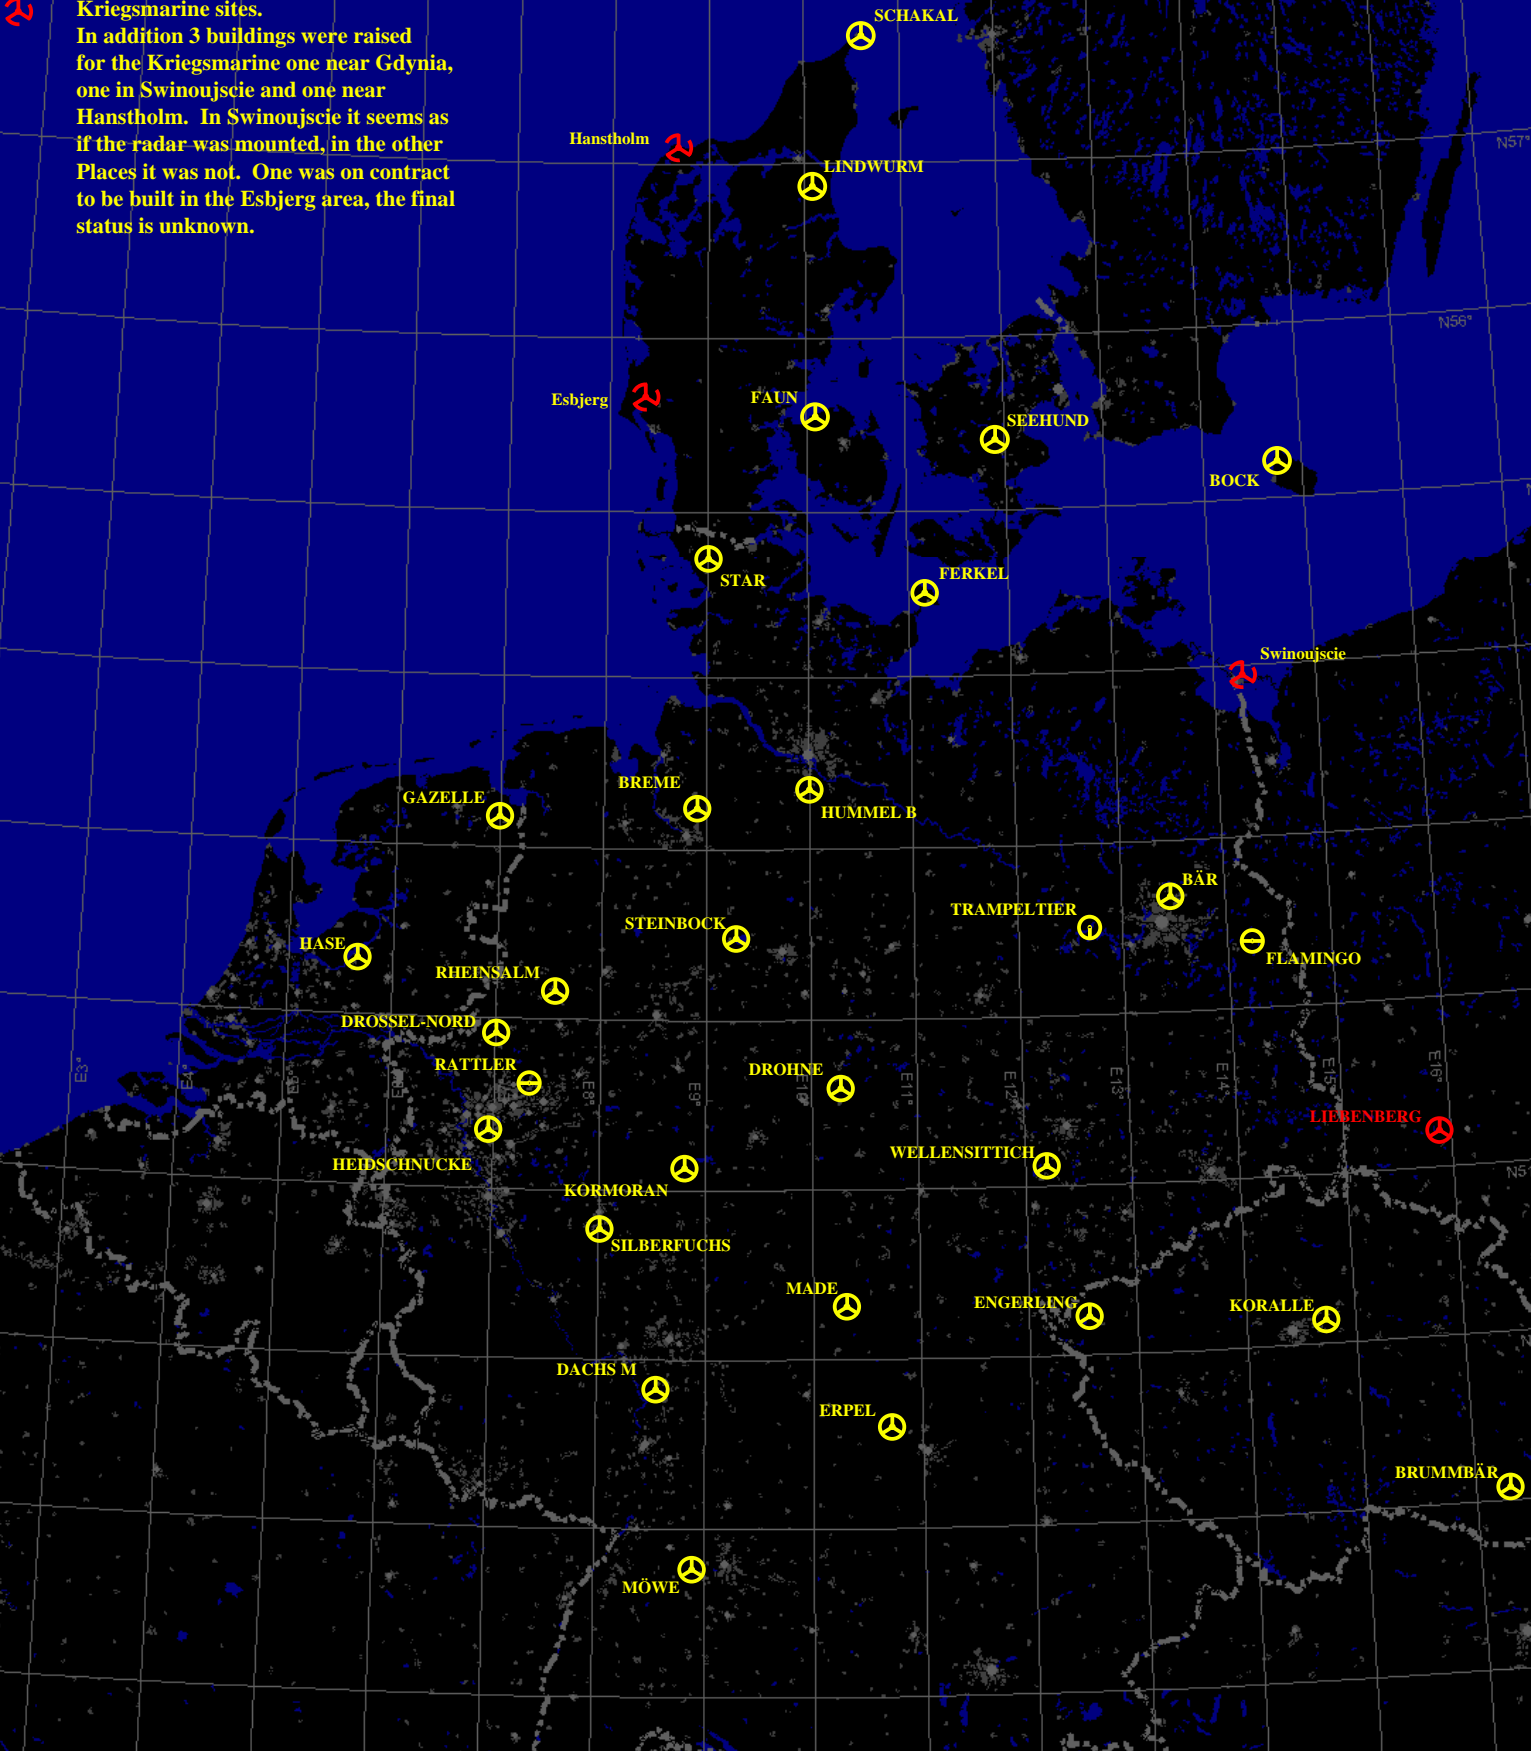 Kriegsmarine sites.
In addition 3 buildings were raised
for the Kriegsmarine one near Gdynia,
one in Swinoujscie and one near
Hanstholm. In Swinoujscie it seems as
if the radar was mounted, in the other
Places it was not. One was on contract
to be built in the Esbjerg area, the final
status is unknown.
SCHAKAL
Hanstholm
N57°
LINDWURM
N56°
Esbjerg
FAUN
SEEHUND
BOCK
STAR
FERKEL
Swinoujscie
BREME
GAZELLE
HUMMEL B
BÄR
TRAMPELTIER
STEINBOCK
HASE
FLAMINGO
RHEINSALM
DROSSEL-NORD
RATTLER
DROHNE
E3°
E4°
E8°
E9°
E10
E11°
E12°
E13°
E14°
E15°
E16°
LIEBENBERG
WELLENSITTICH
HEIDSCHNUCKE
N51
KORMORAN
SILBERFUCHS
MADE
ENGERLING
KORALLE
DACHS M
ERPEL
BRUMMBÄR
MÖWE